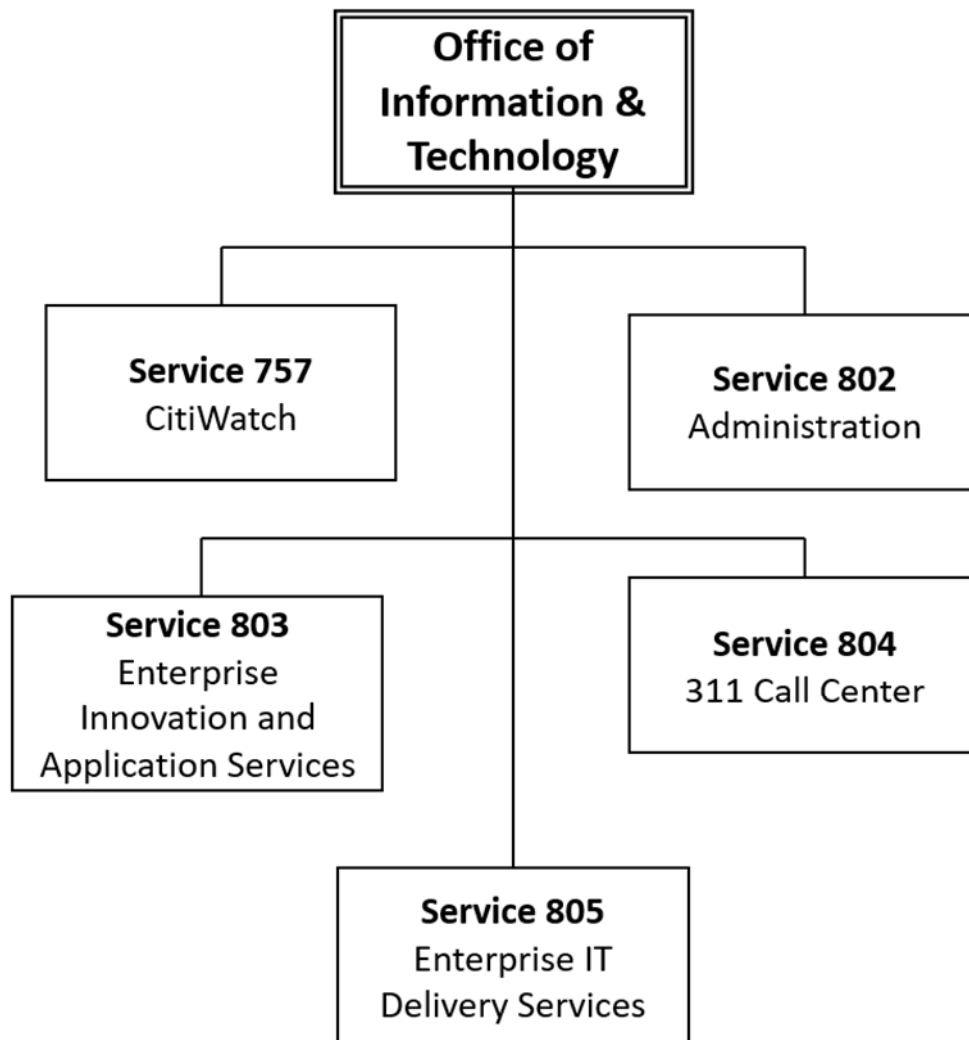 Office of
Information &
Technology
Service 757
CitiWatch
Service 802
Administration
Service 803
Enterprise
Innovation and
Application Services
Service 804
311 Call Center
Service 805
Enterprise IT
Delivery Services